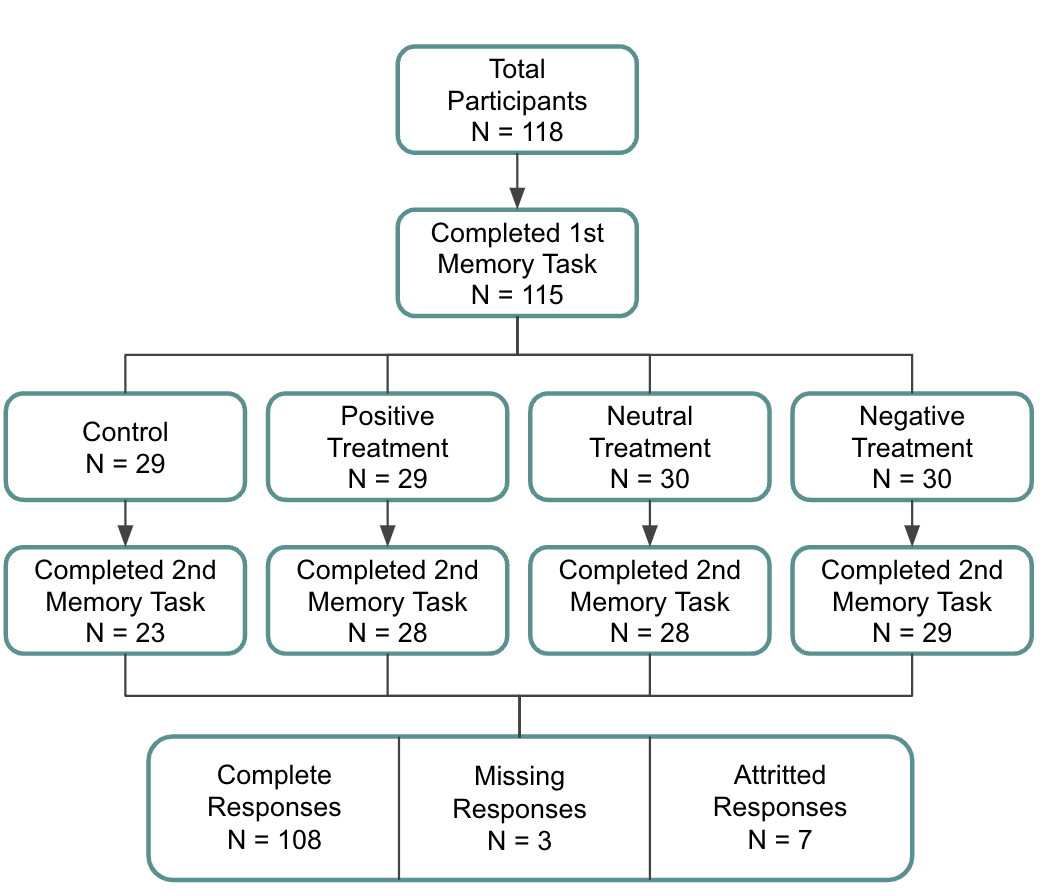 Total
Participants
N = 118
Completed 1st
Memory Task
N = 115
Control
N = 29
Positive
Treatment
N = 29
Neutral
Treatment
N = 30
Negative
Treatment
N = 30
Completed 2nd
Memory Task
N = 23
Completed 2nd
Memory Task
N = 28
Completed 2nd
Memory Task
N = 28
Completed 2nd
Memory Task
N = 29
Complete
Responses
N = 108
Missing
Responses
N = 3
Attritted
Responses
N = 7